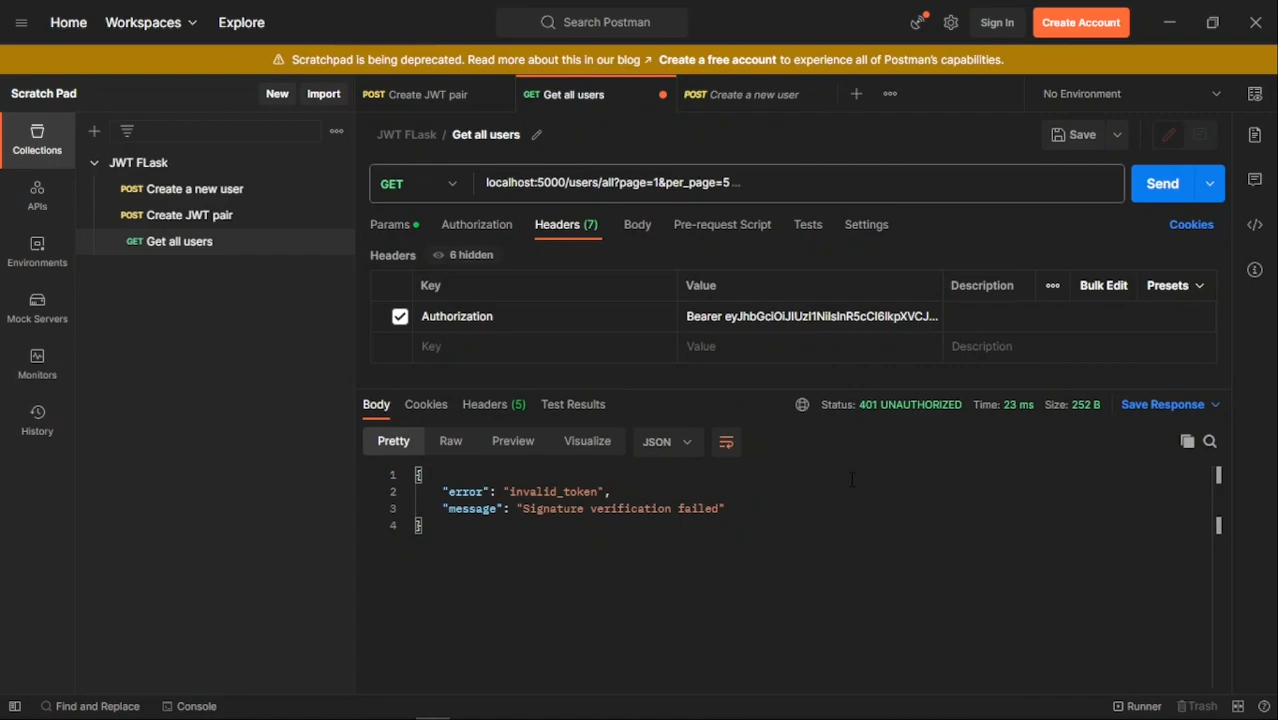 Home Workspaces Explore Search Postman Sign In Create Account
Scratchpad is being deprecated. Read more about this in our blog ↗ Create a free account to experience all of Postman's capabilities.
Scratch Pad New Import POST Create JWT pair GET Get all users POST Create a new user No Environment
Collections
JWT FLask / Get all users Save
JWT FLask
POST Create a new user
POST Create JWT pair
GET Get all users
APIs
Environments
Mock Servers
Monitors
History
GET localhost:5000/users/all?page=1&per_page=5 ... Send
Params Authorization Headers (7) Body Pre-request Script Tests Settings Cookies
Headers 6 hidden
Key Value Description Bulk Edit Presets
Authorization Bearer eyJhbGciOiJIUzI1NiIsInR5cCI6IkpXVCJ...
Key Value Description
Body Cookies Headers (5) Test Results Status: 401 UNAUTHORIZED Time: 23 ms Size: 252 B Save Response
Pretty Raw Preview Visualize JSON
1 {
2 "error": "invalid_token",
3 "message": "Signature verification failed"
4 }
Find and Replace Console Runner Trash